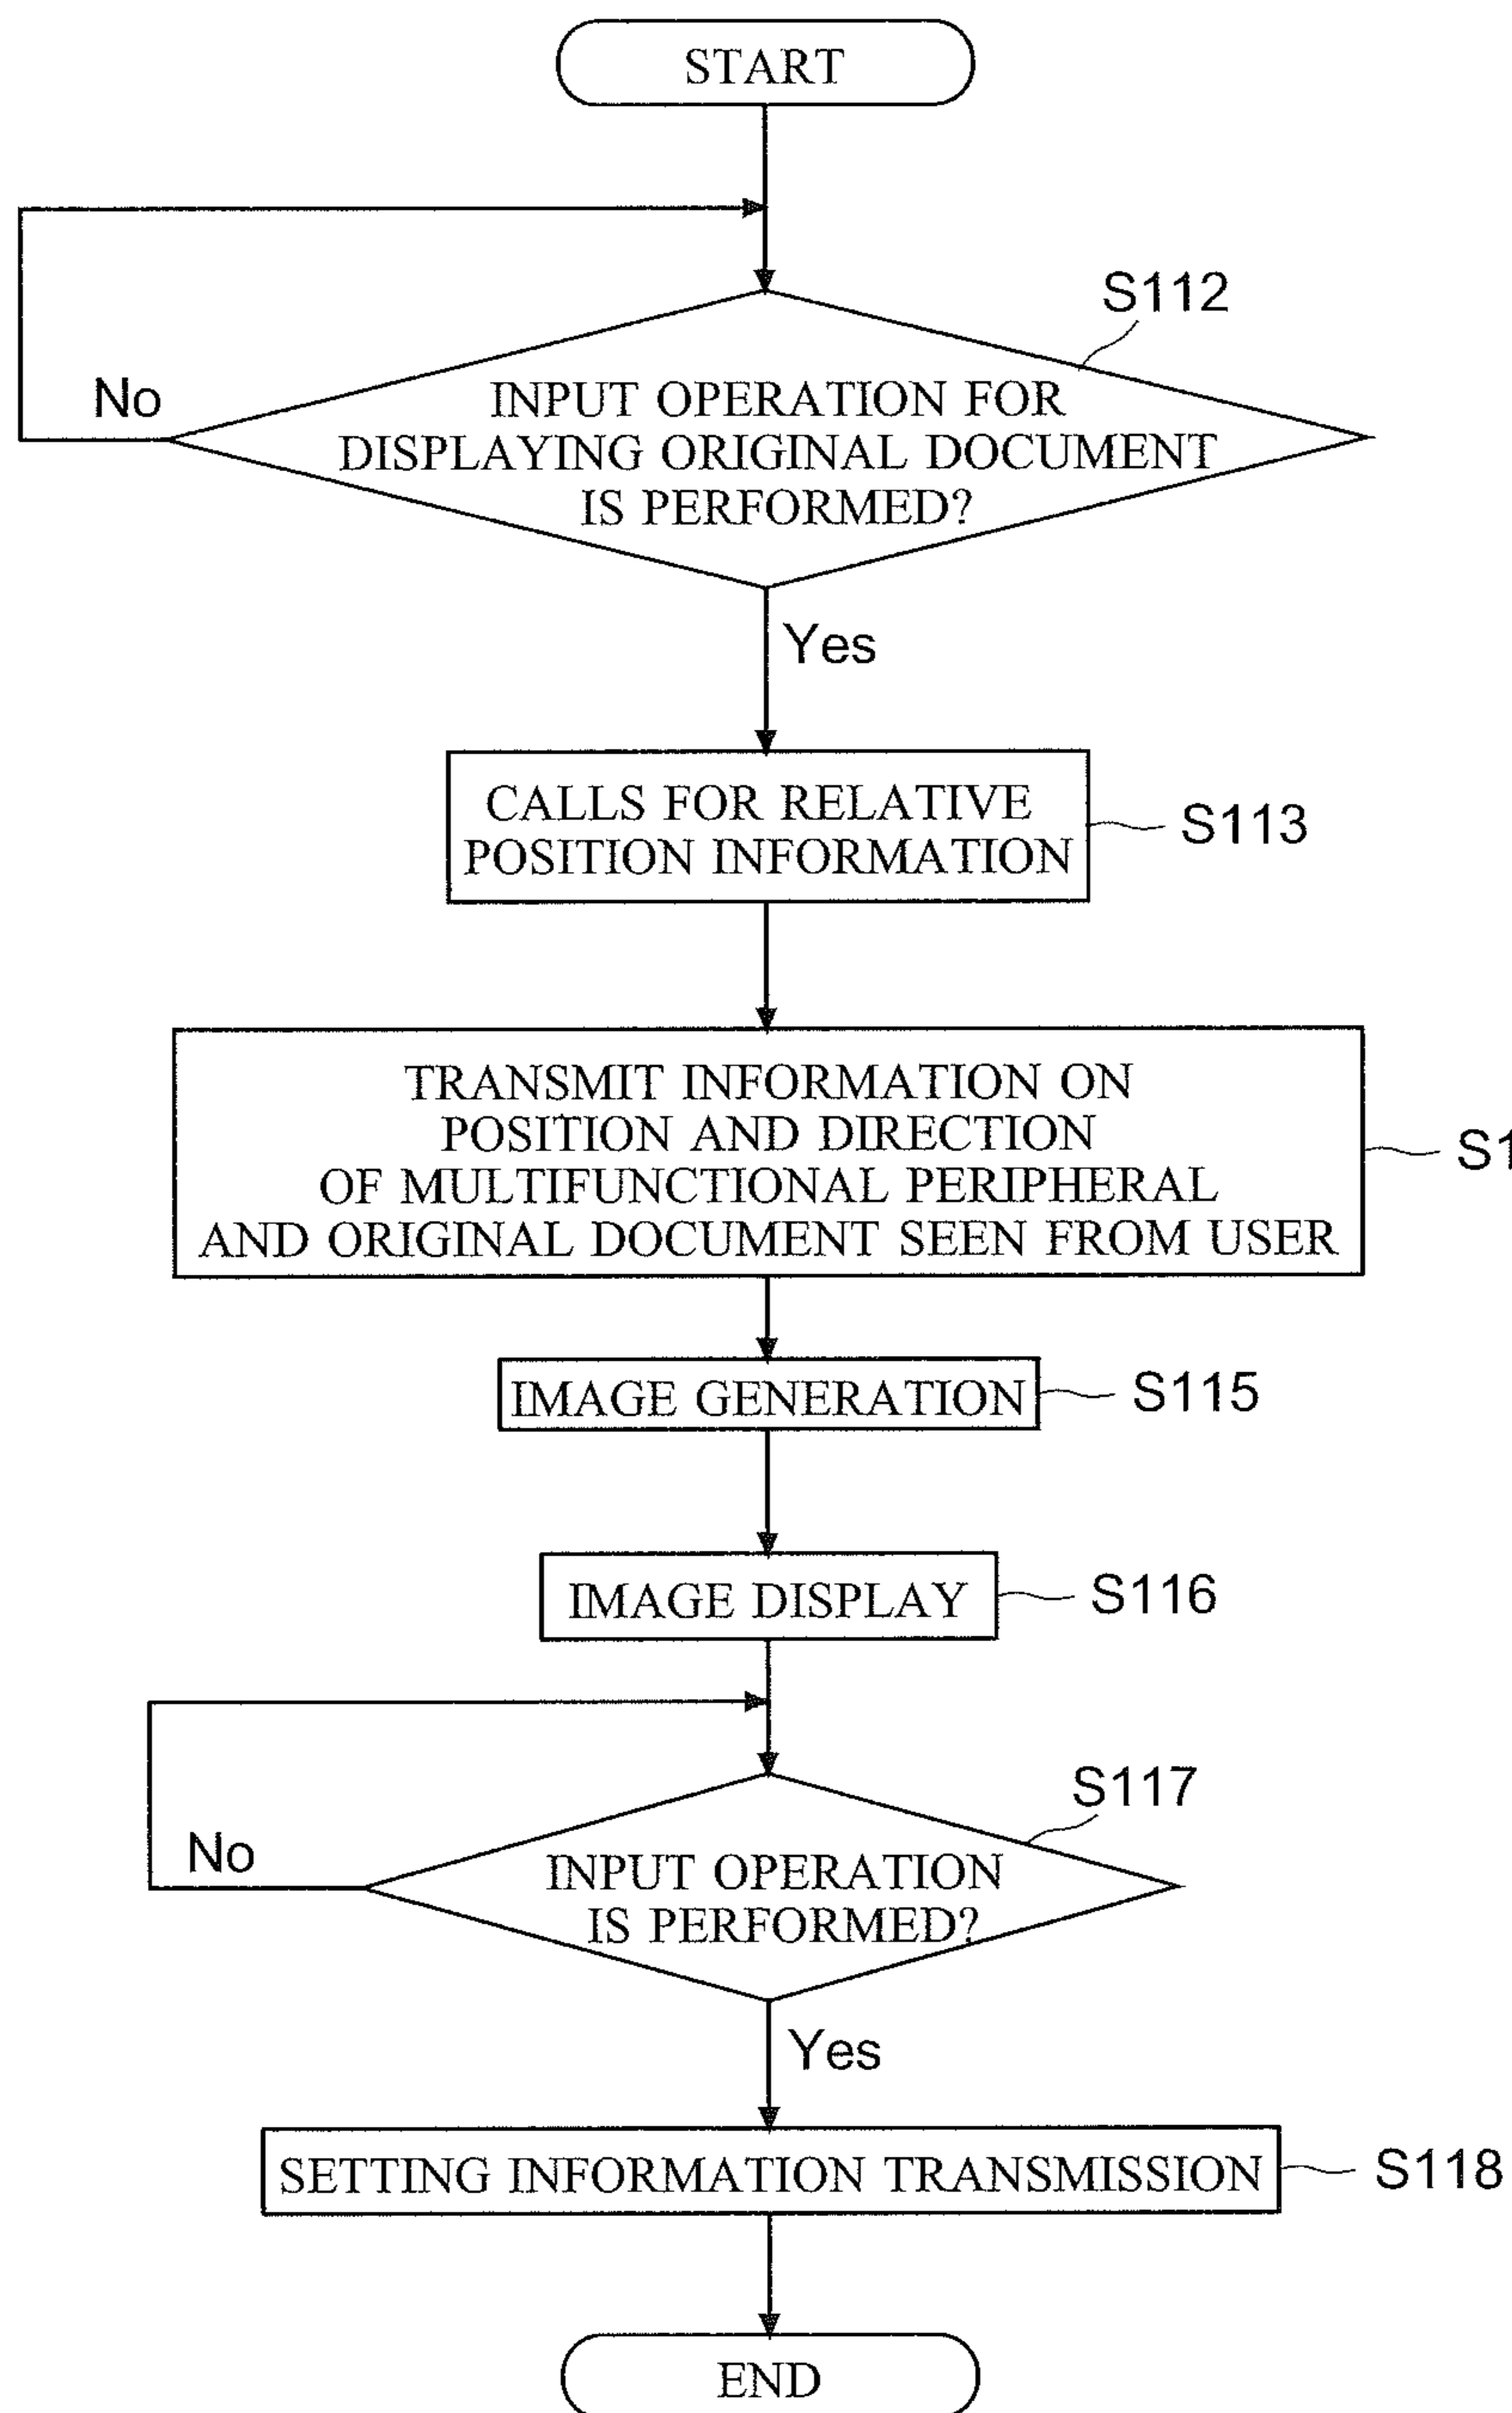 START
S112
No
INPUT OPERATION FOR
DISPLAYING ORIGINAL DOCUMENT
IS PERFORMED?
Yes
CALLS FOR RELATIVE
POSITION INFORMATION
S113
TRANSMIT INFORMATION ON
POSITION AND DIRECTION
OF MULTIFUNCTIONAL PERIPHERAL
AND ORIGINAL DOCUMENT SEEN FROM USER
IMAGE GENERATION
S115
IMAGE DISPLAY
S116
S117
No
INPUT OPERATION
IS PERFORMED?
Yes
SETTING INFORMATION TRANSMISSION
S118
END